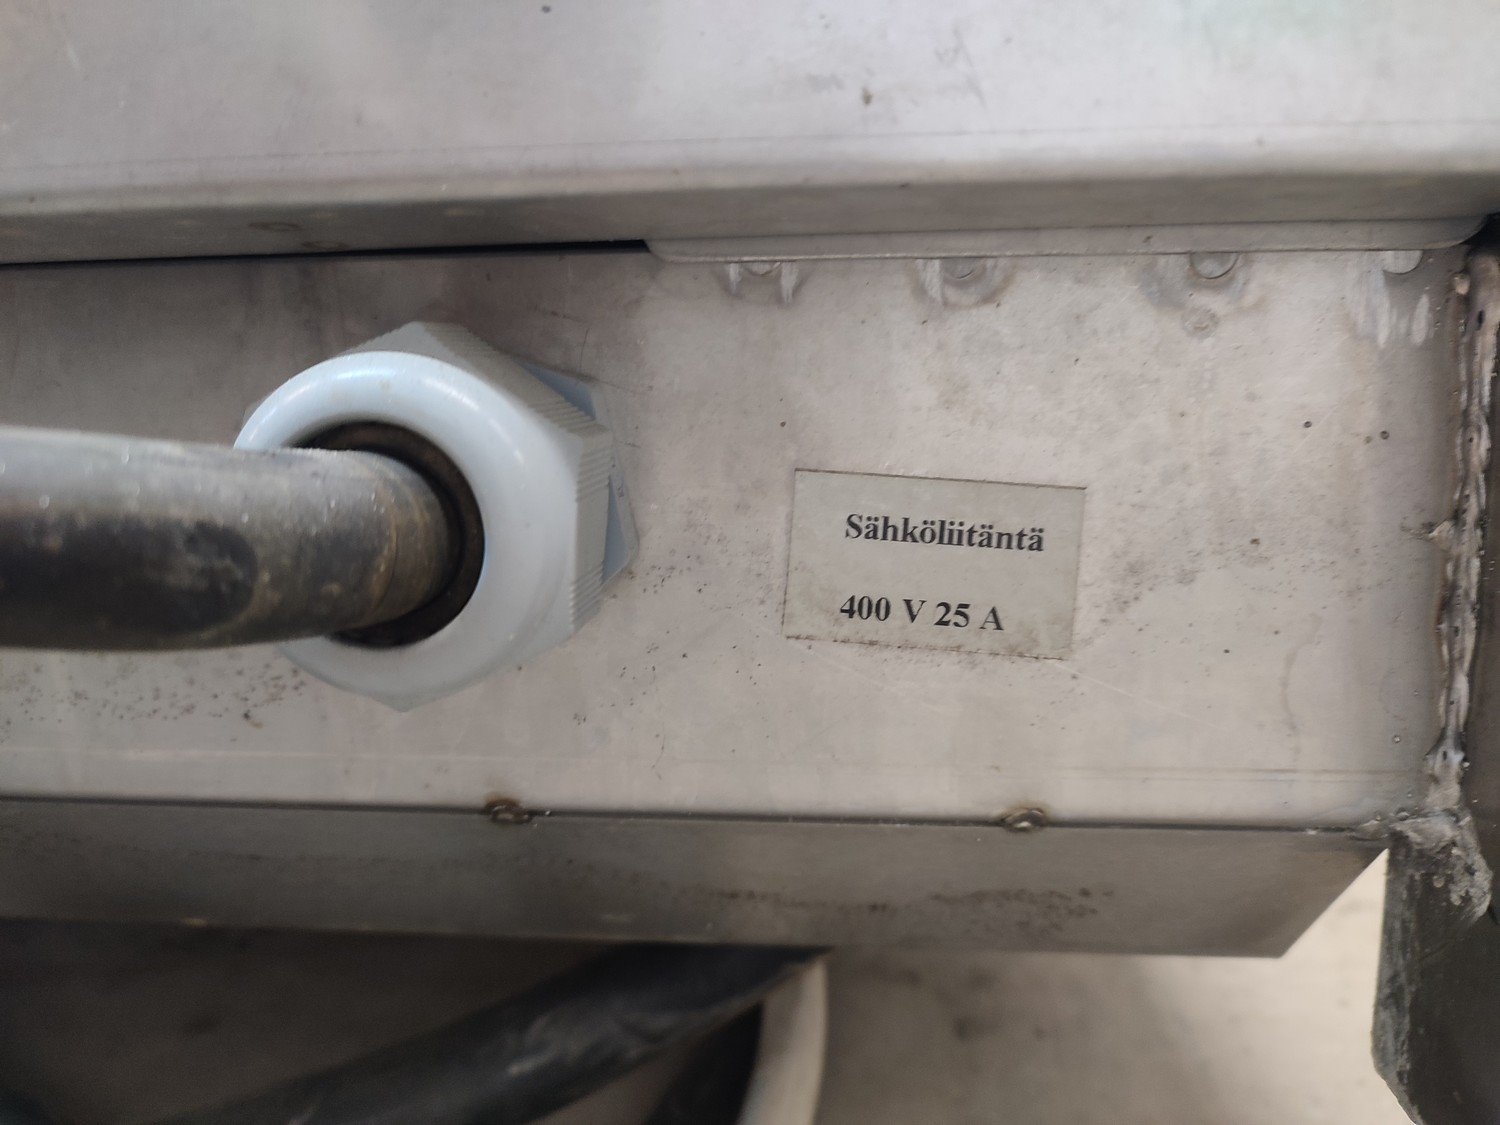 Sähköliitäntä
400 V 25 A